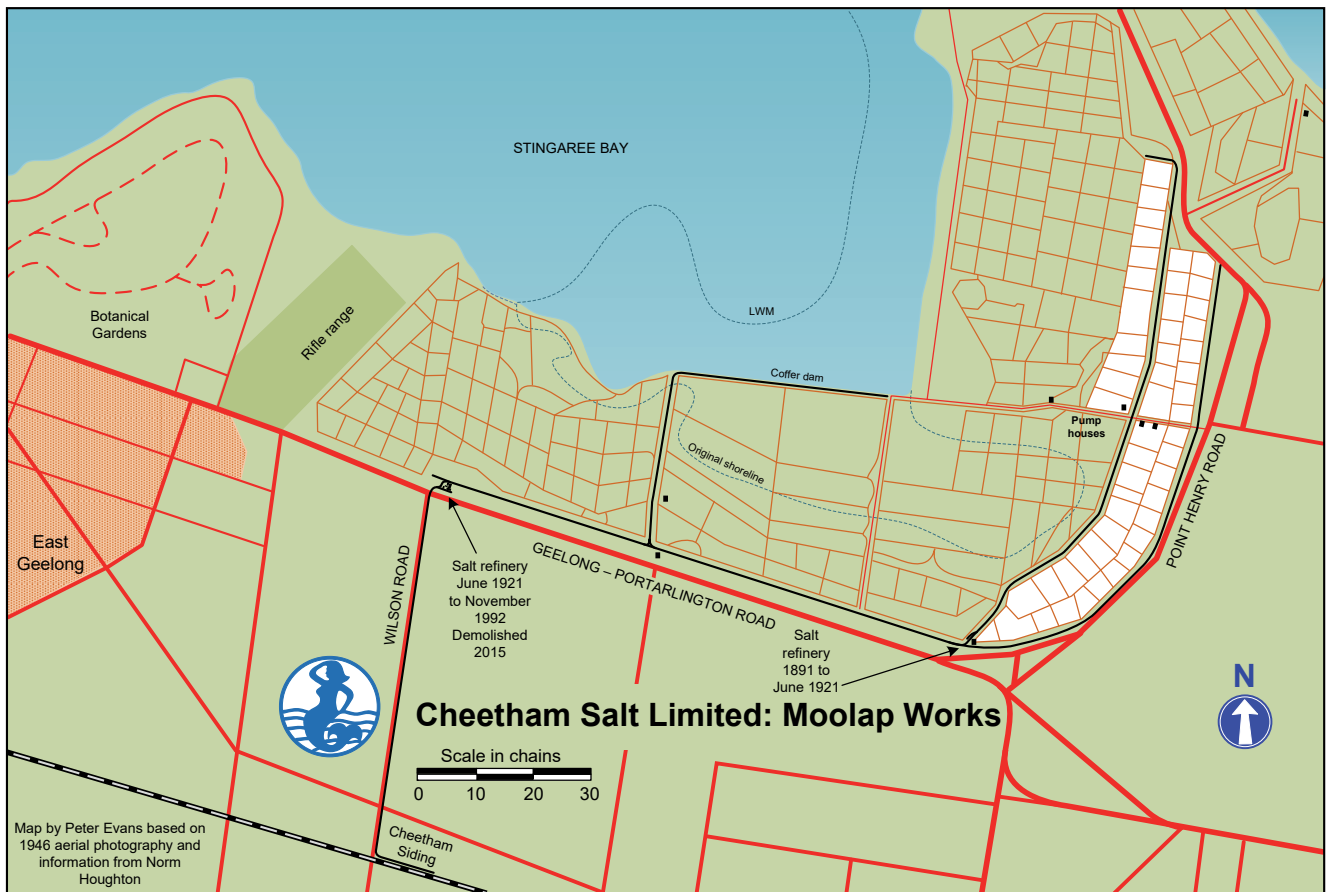 STINGAREE BAY
LWM
Botanical
Gardens
Rifle range
Coffer dam
Pump
houses
Original shoreline
East
Geelong
POINT HENRY ROAD
WILSON ROAD
GEELONG – PORTARLINGTON ROAD
Salt refinery
June 1921
to November
1992
Demolished
2015
Salt
refinery
1891 to
June 1921
N
Cheetham Salt Limited: Moolap Works
Scale in chains
0 10 20 30
Cheetham
Siding
Map by Peter Evans based on
1946 aerial photography and
information from Norm
Houghton